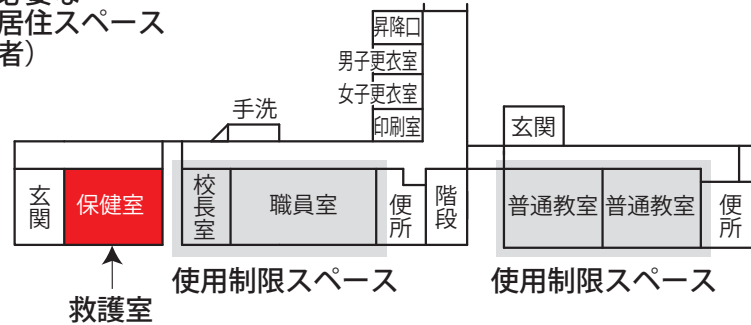 必要な
居住スペース
者）
昇降口
男子更衣室
女子更衣室
印刷室
手洗
玄関
玄関
保健室
校長室
職員室
便所
階段
普通教室
普通教室
便所
使用制限スペース
使用制限スペース
救護室